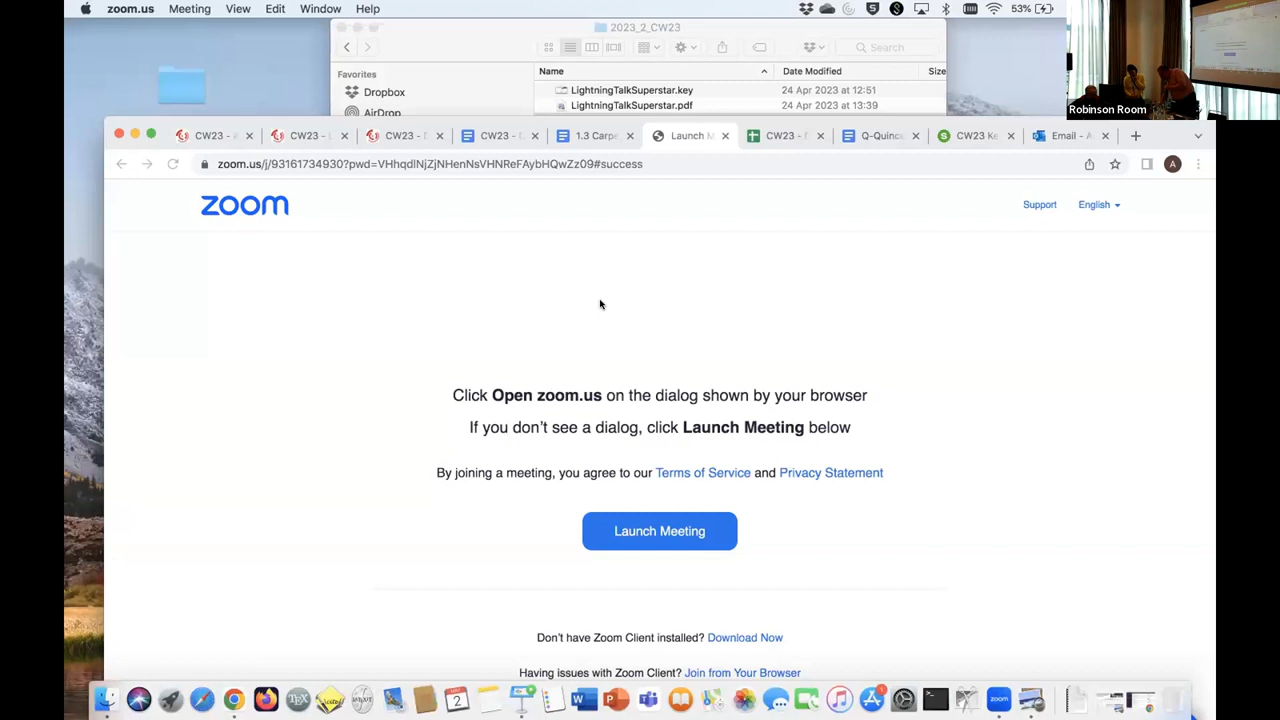 zoom.us Meeting View Edit Window Help 53%
2023_2_CW23
Search
Favorites
Name Date Modified Size
Dropbox
LightningTalkSuperstar.key 24 Apr 2023 at 12:51
AirDrop
LightningTalkSuperstar.pdf 24 Apr 2023 at 13:39
Robinson Room
CW23 - CW23 - L CW23 - CW23 - 1.3 Carp Launch M CW23 - Q-Quinc CW23 Ke Email - A
zoom.us/j/93161734930?pwd=VHhqdlNjZjNHenNsVHNReFAybHQwZz09#success
A
zoom
Support English
Click Open zoom.us on the dialog shown by your browser
If you don't see a dialog, click Launch Meeting below
By joining a meeting, you agree to our Terms of Service and Privacy Statement
Launch Meeting
Don't have Zoom Client installed? Download Now
Having issues with Zoom Client? Join from Your Browser
2
zoom